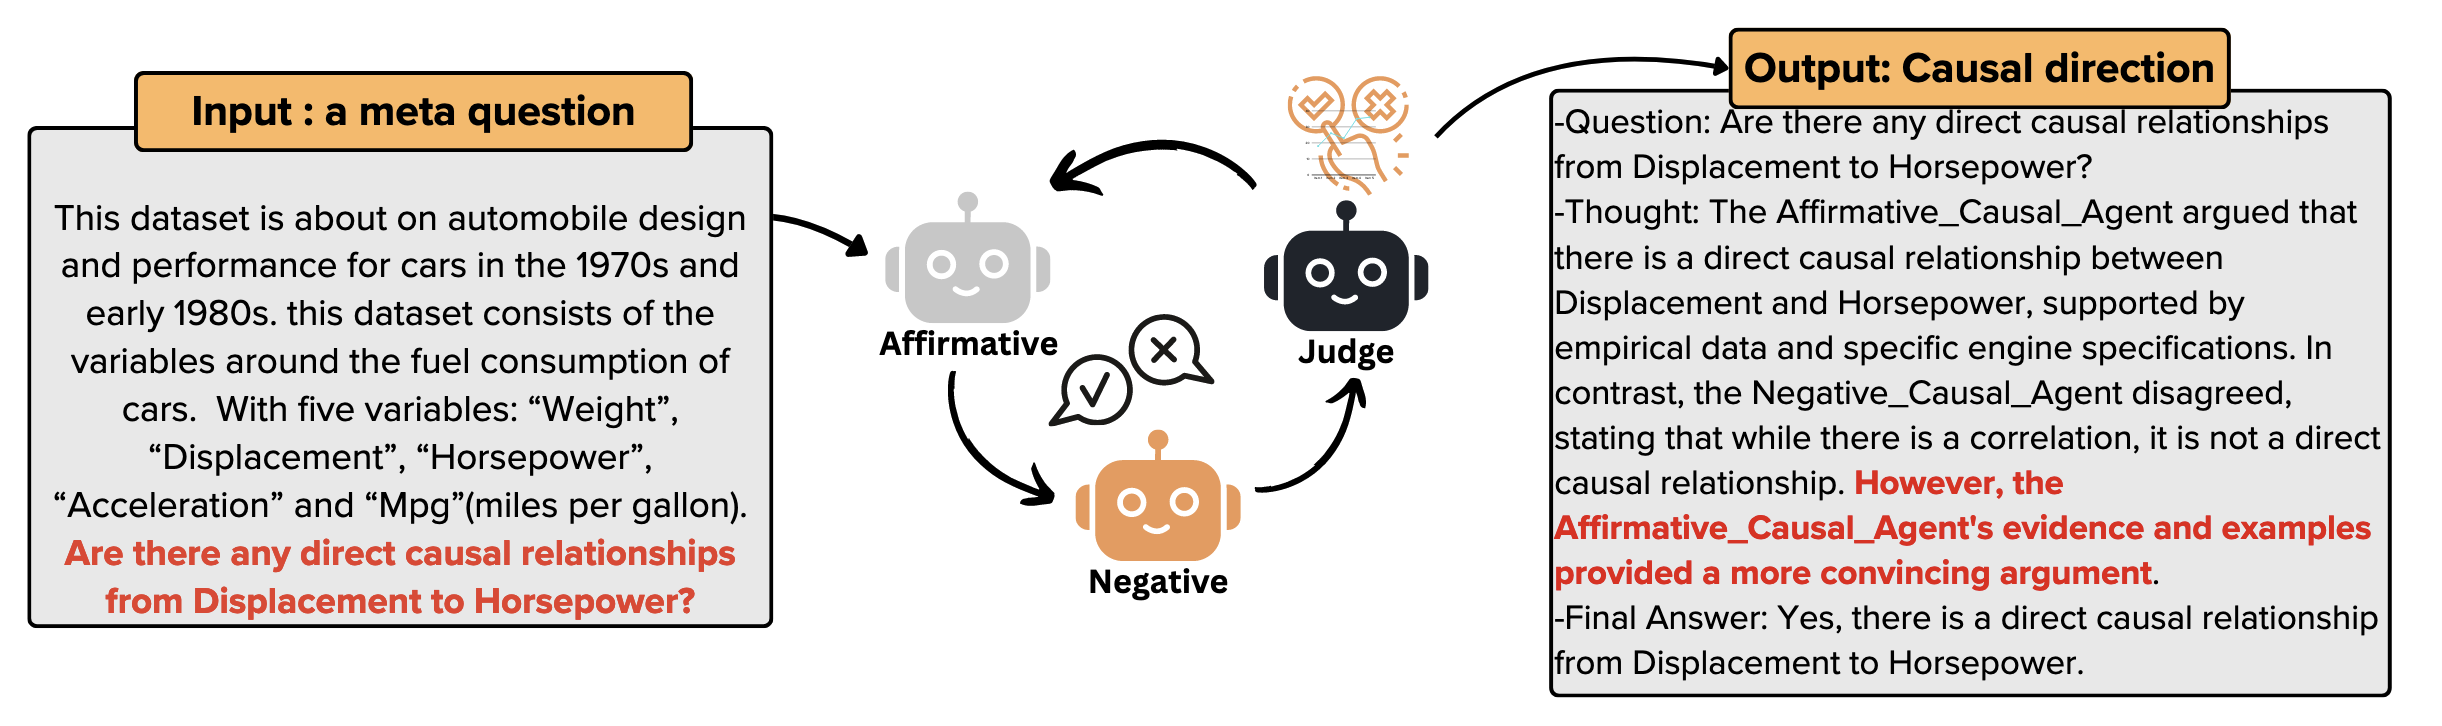 Input : a meta question
This dataset is about on automobile design
and performance for cars in the 1970s and
early 1980s. this dataset consists of the
variables around the fuel consumption of
cars.  With five variables: “Weight”,
“Displacement”, “Horsepower”,
“Acceleration” and “Mpg”(miles per gallon).
Are there any direct causal relationships
from Displacement to Horsepower?
Affirmative
Negative
Judge
Output: Causal direction
-Question: Are there any direct causal relationships
from Displacement to Horsepower?
-Thought: The Affirmative_Causal_Agent argued that
there is a direct causal relationship between
Displacement and Horsepower, supported by
empirical data and specific engine specifications. In
contrast, the Negative_Causal_Agent disagreed,
stating that while there is a correlation, it is not a direct
causal relationship. However, the
Affirmative_Causal_Agent's evidence and examples
provided a more convincing argument.
-Final Answer: Yes, there is a direct causal relationship
from Displacement to Horsepower.